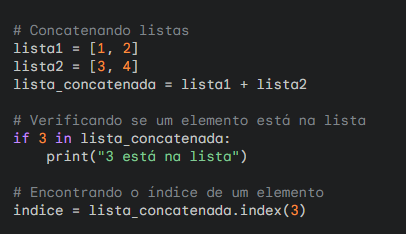 # Concatenando listas
lista1 = [1, 2]
lista2 = [3, 4]
lista_concatenada = lista1 + lista2

# Verificando se um elemento está na lista
if 3 in lista_concatenada:
    print("3 está na lista")

# Encontrando o índice de um elemento
indice = lista_concatenada.index(3)